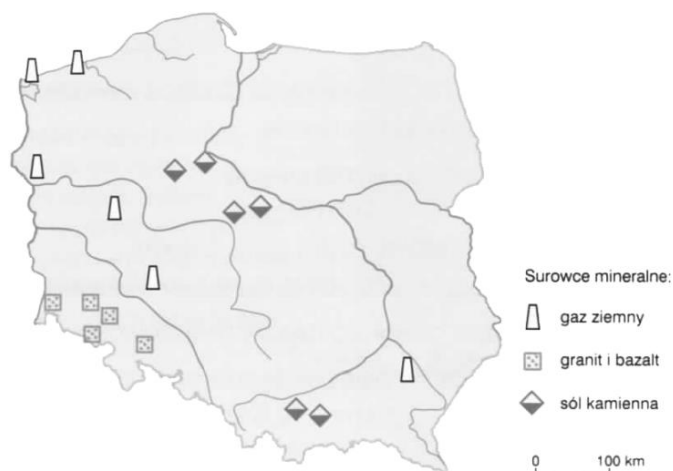 Surowce mineralne:
gaz ziemny
granit i bazalt
sól kamienna
0 100 km